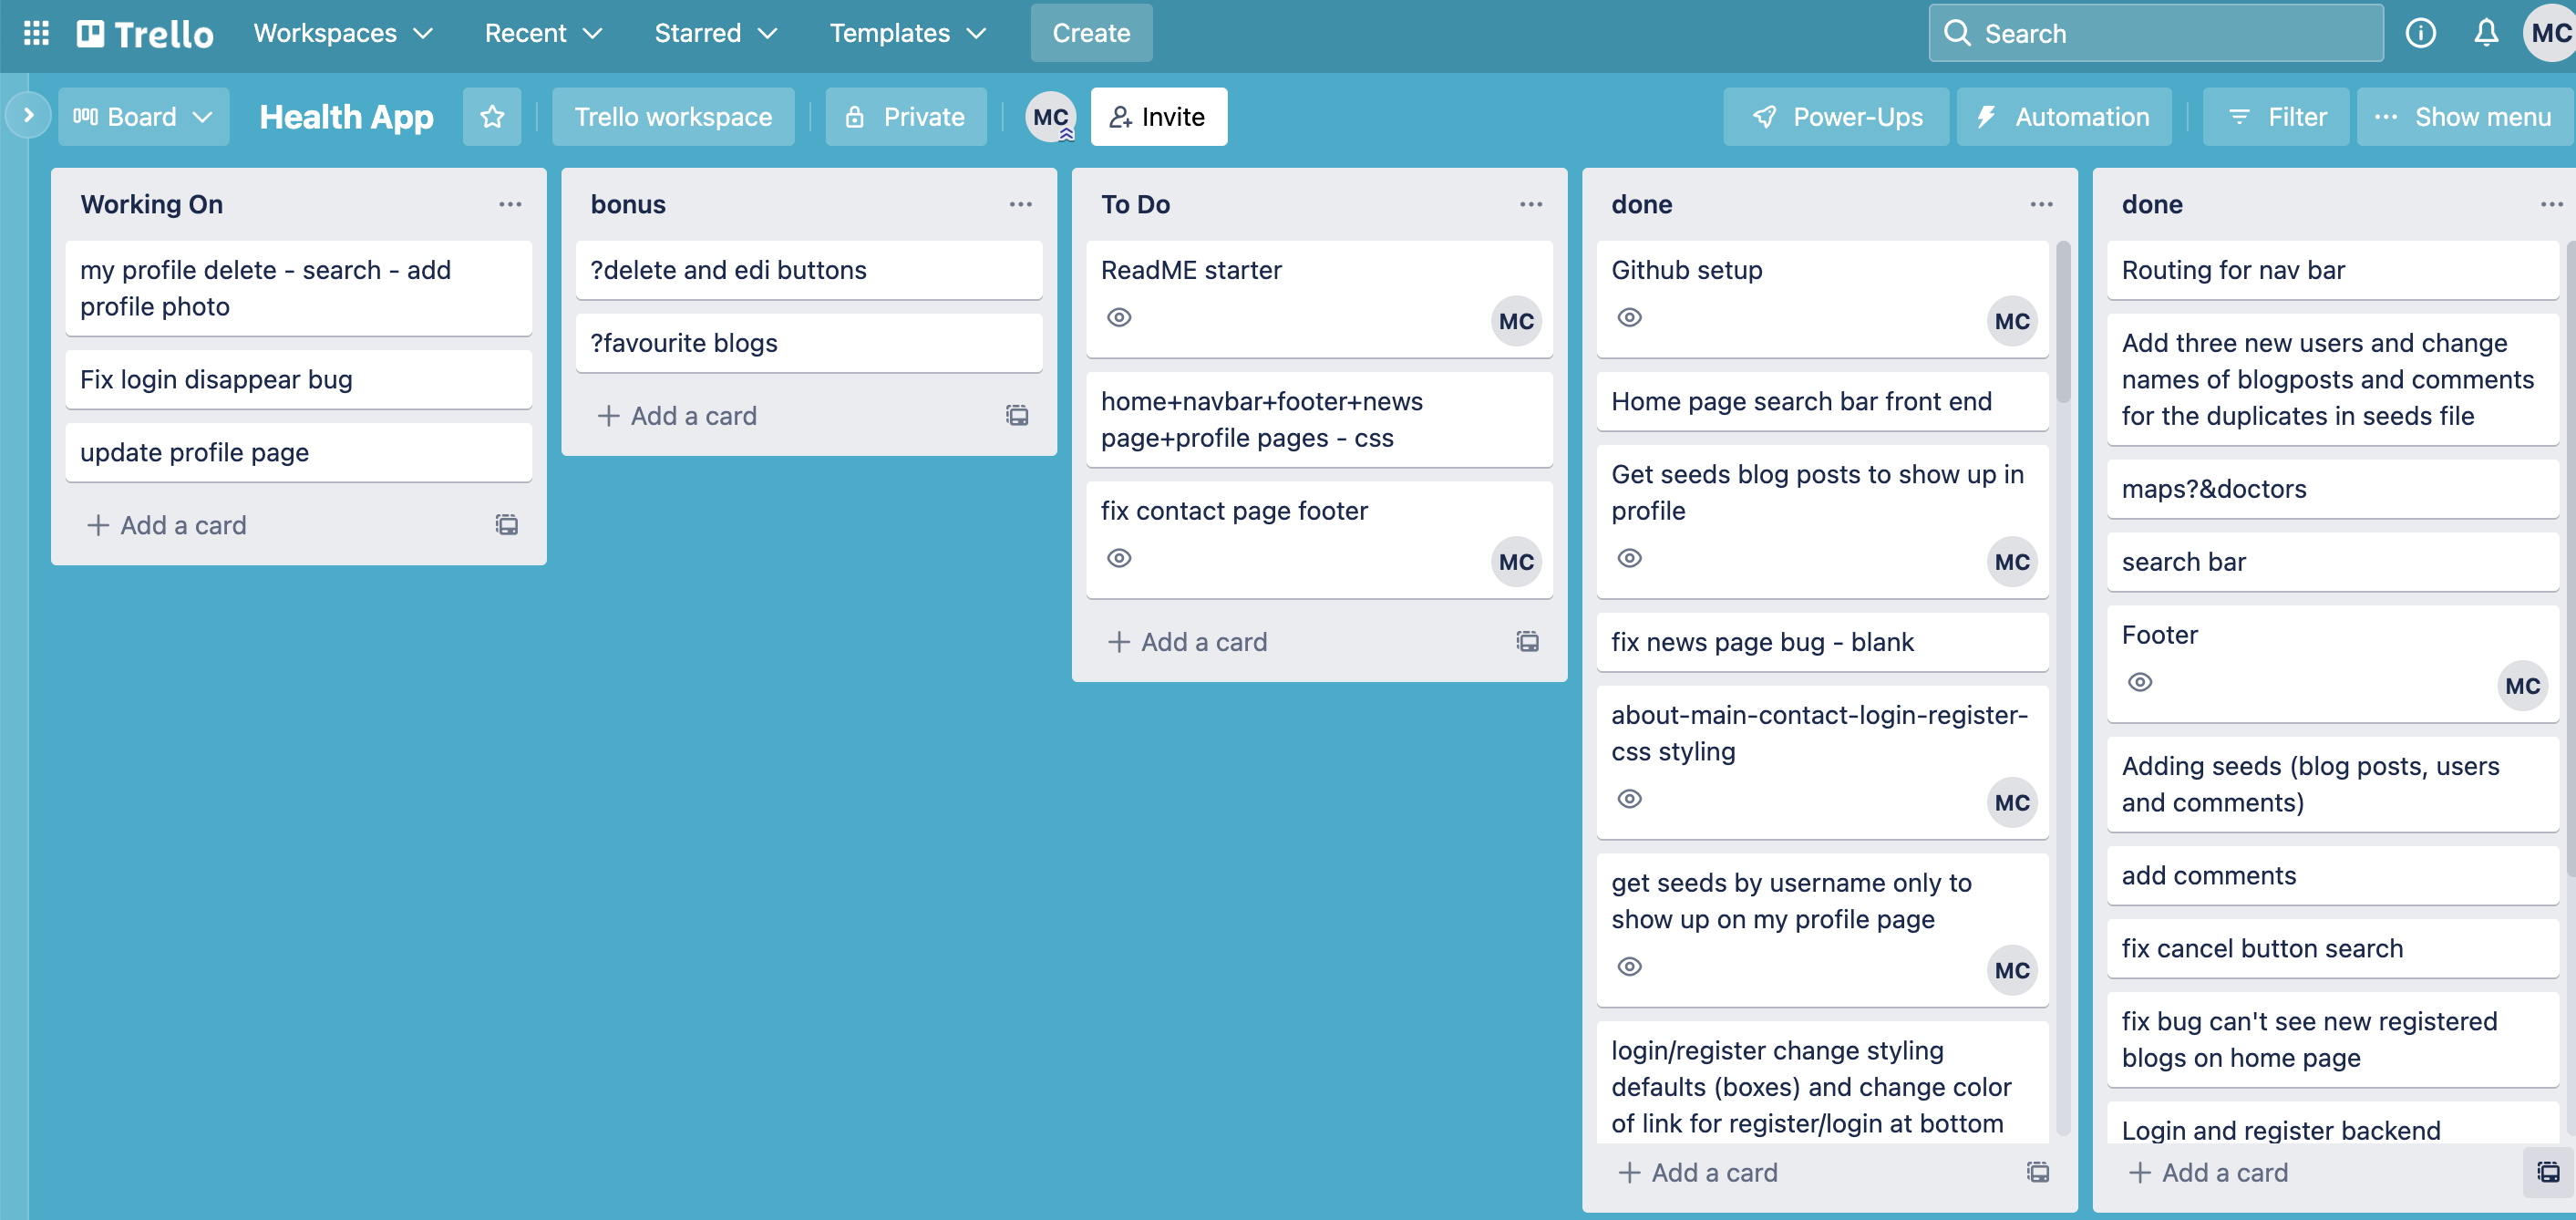 Trello
Workspaces
Recent
Starred
Templates
Create
Search
MC
Board
Health App
Trello workspace
Private
MC
Invite
Power-Ups
Automation
Filter
Show menu
Working On
my profile delete - search - add
profile photo
Fix login disappear bug
update profile page
Add a card
bonus
?delete and edi buttons
?favourite blogs
Add a card
To Do
ReadME starter
MC
home+navbar+footer+news
page+profile pages - css
fix contact page footer
MC
Add a card
done
Github setup
MC
Home page search bar front end
Get seeds blog posts to show up in
profile
MC
fix news page bug - blank
about-main-contact-login-register-
css styling
MC
get seeds by username only to
show up on my profile page
MC
login/register change styling
defaults (boxes) and change color
of link for register/login at bottom
Add a card
done
Routing for nav bar
Add three new users and change
names of blogposts and comments
for the duplicates in seeds file
maps?&doctors
search bar
Footer
MC
Adding seeds (blog posts, users
and comments)
add comments
fix cancel button search
fix bug can't see new registered
blogs on home page
Login and register backend
Add a card